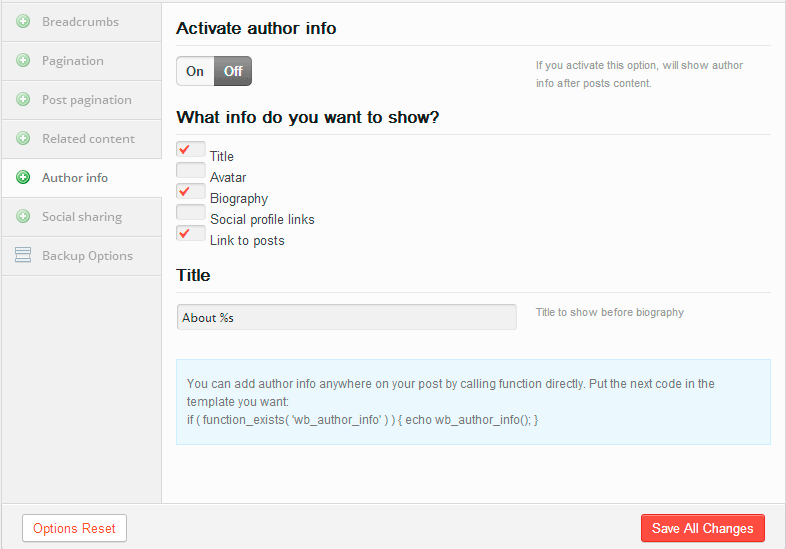 Breadcrumbs
Pagination
Post pagination
Related content
Author info
Social sharing
Backup Options
Activate author info
On Off
If you activate this option, will show author
info after posts content.
What info do you want to show?
Title
Avatar
Biography
Social profile links
Link to posts
Title
About %s
Title to show before biography
You can add author info anywhere on your post by calling function directly. Put the next code in the
template you want:
if ( function_exists( 'wb_author_info' ) ) { echo wb_author_info(); }
Options Reset
Save All Changes